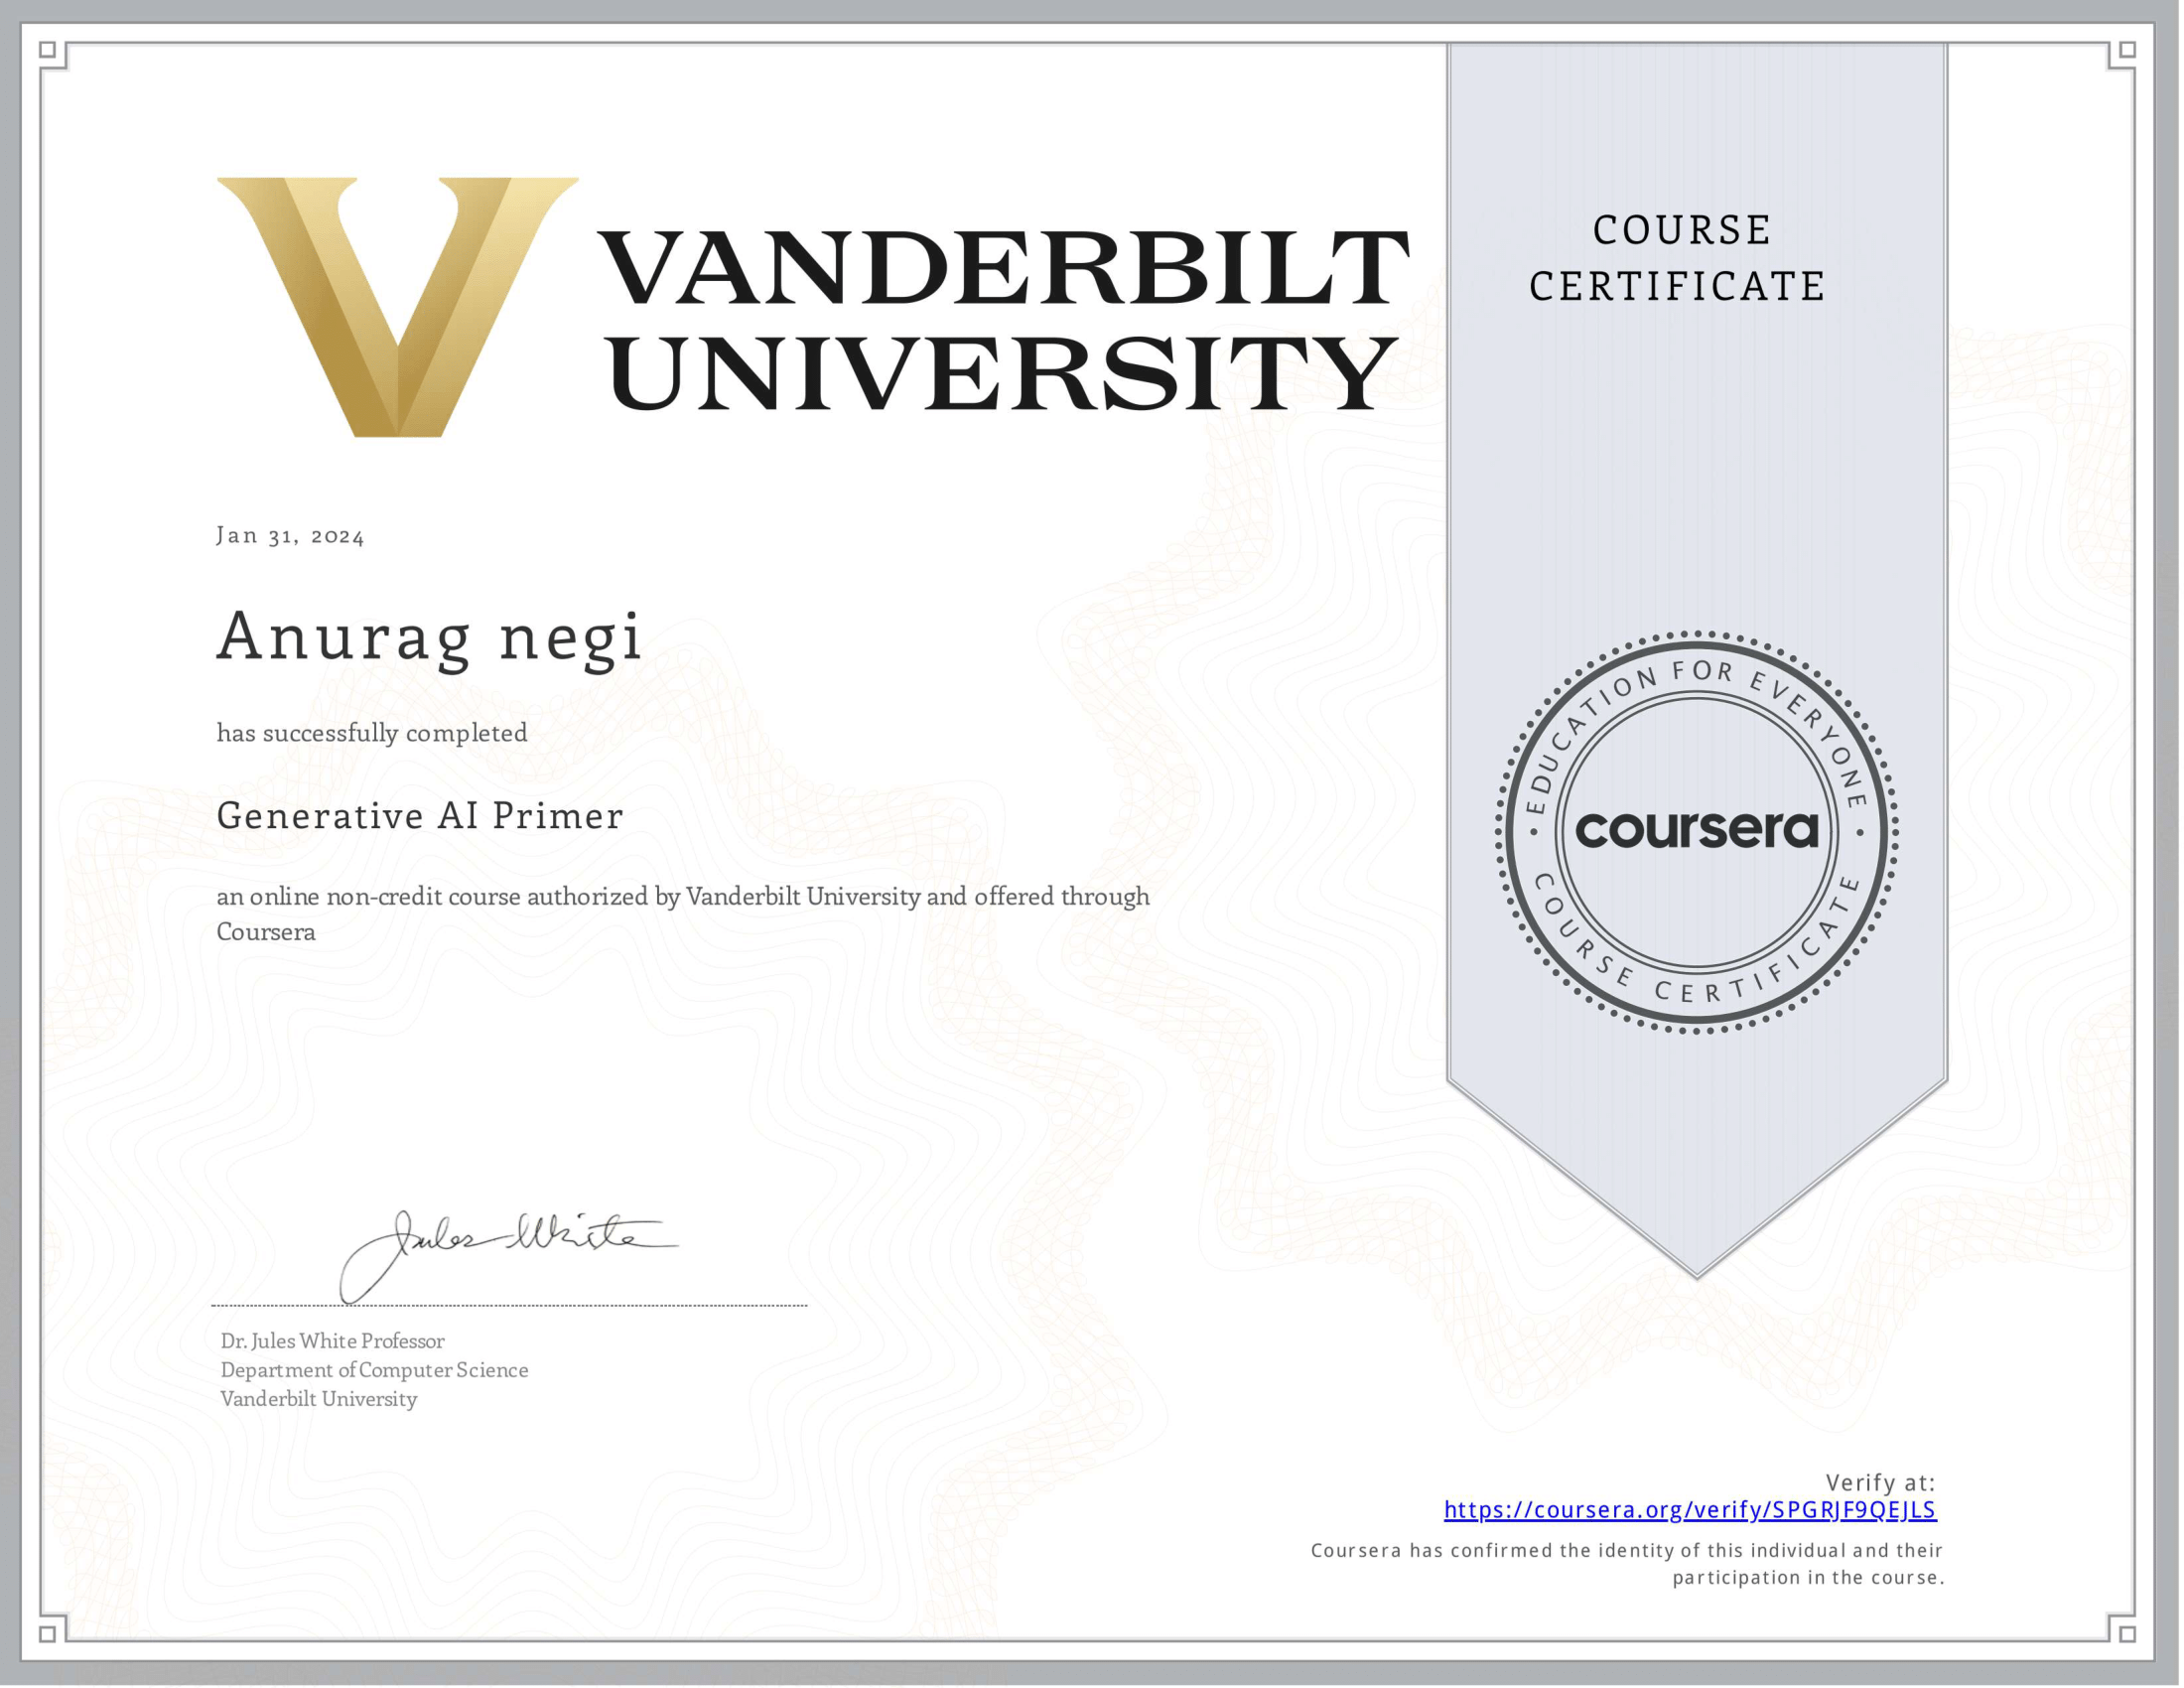 VANDERBILT
UNIVERSITY
COURSE
CERTIFICATE
Jan 31, 2024
Anurag negi
has successfully completed
Generative AI Primer
an online non-credit course authorized by Vanderbilt University and offered through
Coursera
EDUCATION FOR EVERYONE
coursera
COURSE CERTIFICATE
Jules White
Dr. Jules White Professor
Department of Computer Science
Vanderbilt University
Verify at:
https://coursera.org/verify/SPGRJF9QEJLS
Coursera has confirmed the identity of this individual and their
participation in the course.